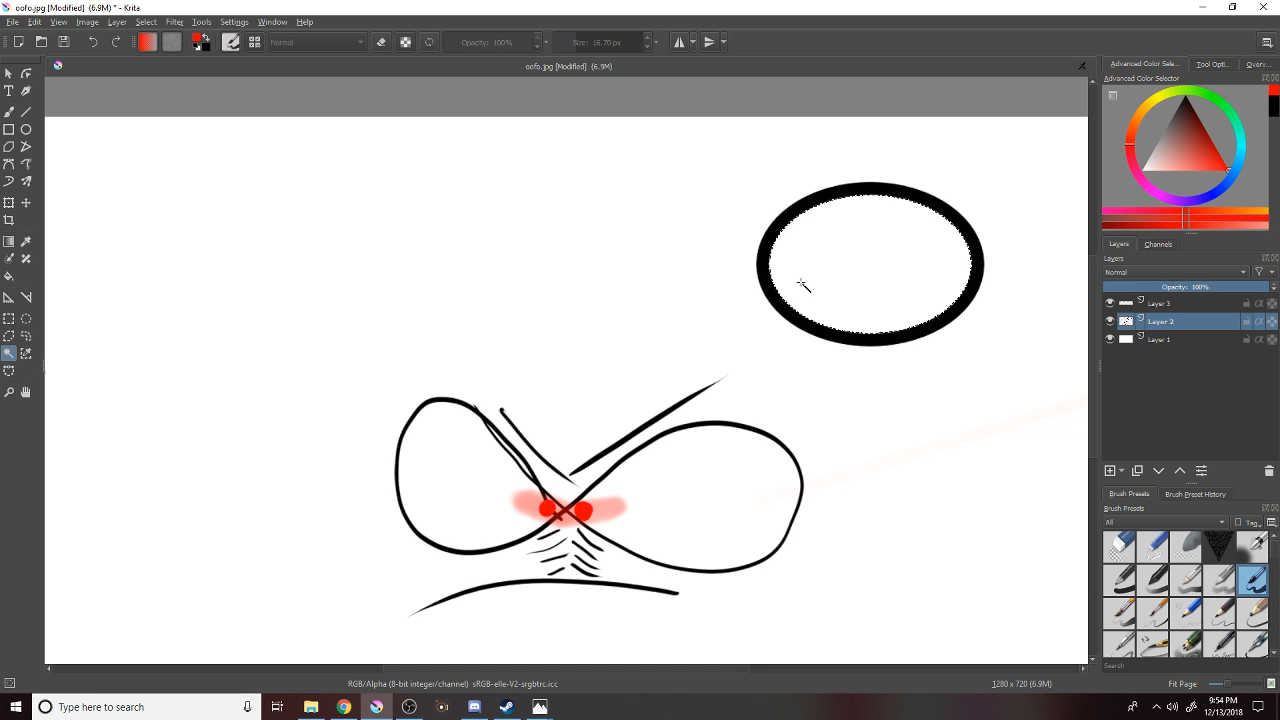 oofo.jpg (6.9M) * - Krita
File Edit View Image Layer Select Filter Tools Settings Window Help
Normal Opacity: 100% Size: 16.70 px
oofo.jpg [Modified] (6.9M)
Advanced Color Sele... Tool Opti... Overv...
Advanced Color Selector
Layers Channels
Layers
Normal
Opacity: 100%
Layer 3
Layer 2
Layer 1
Brush Presets Brush Preset History
Brush Presets
All Tag
Search
RGB/Alpha (8-bit integer/channel) sRGB-elle-V2-srgbtrc.icc 1280 x 720 (6.9M) Fit Page
Type here to search
9:54 PM
12/13/2018